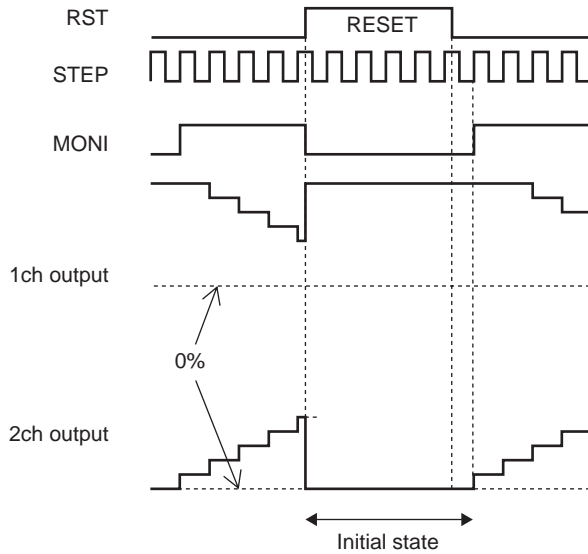 RST
RESET
STEP
MONI
1ch output
0%
2ch output
Initial state